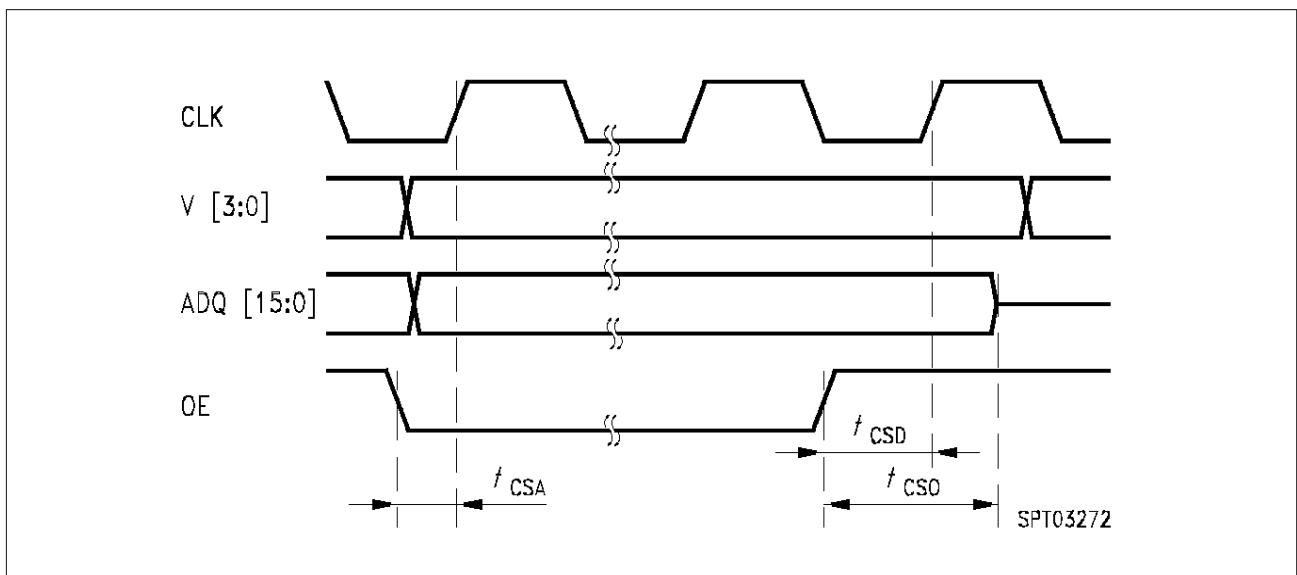 CLK
V [3:0]
ADQ [15:0]
OE
t CSD
t CSA
t CSO
SPT03272